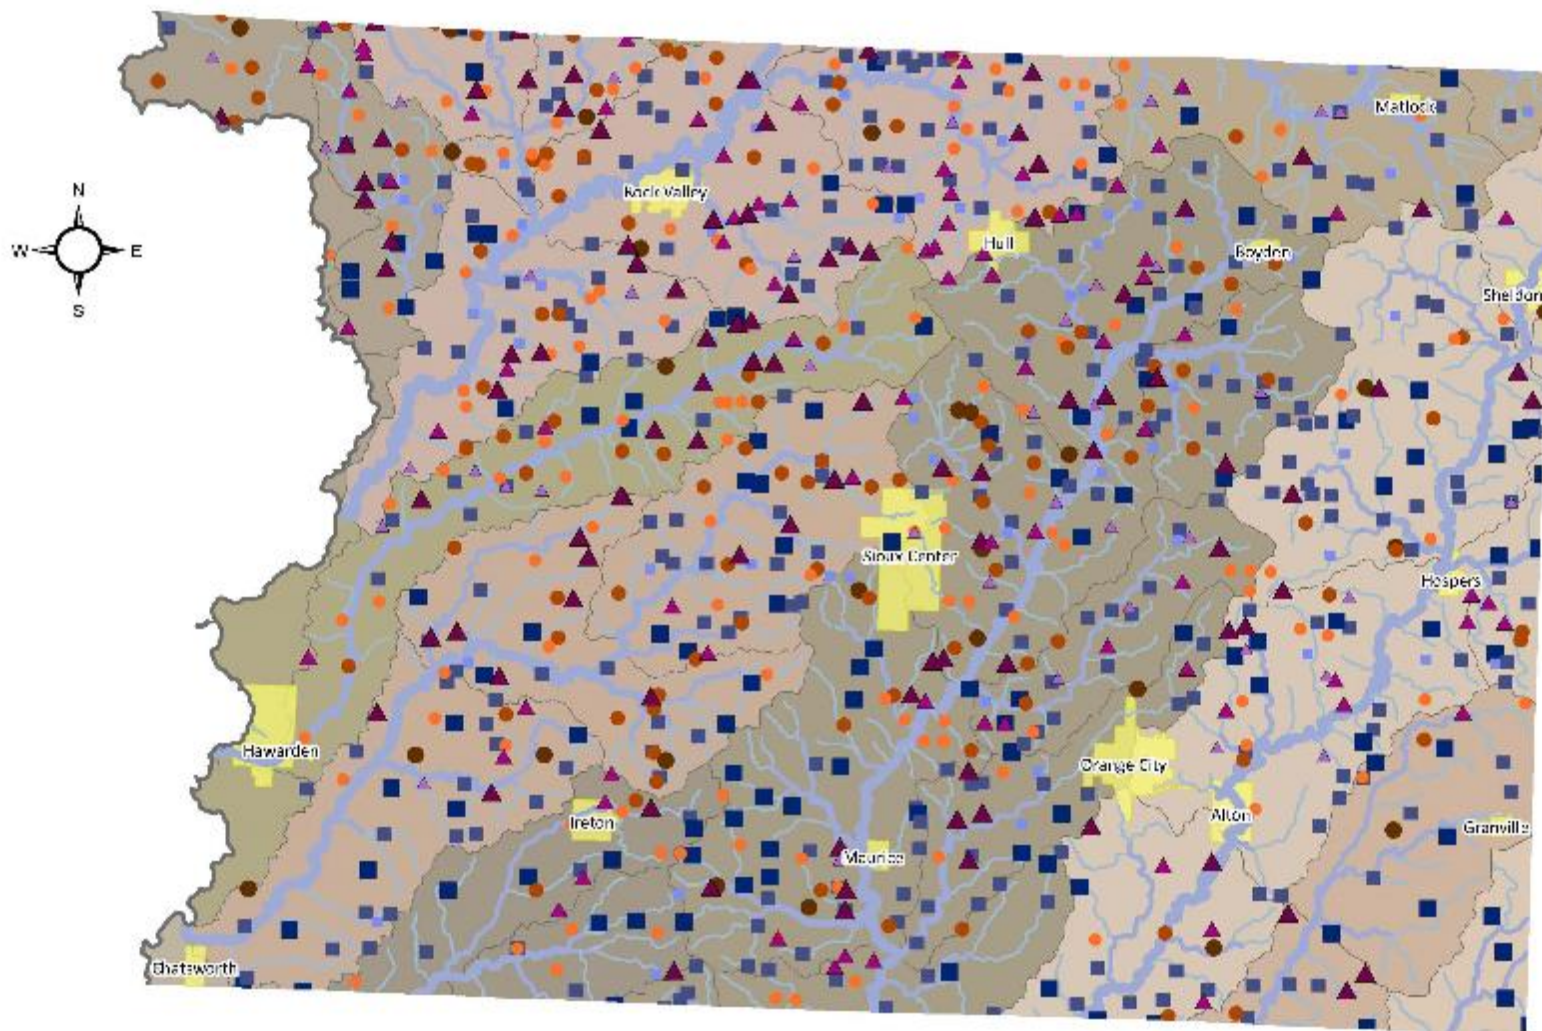 Matlock
N
Rock Valley
W
E
Hull
Boyden
S
Sheldon
Sioux Center
Hospers
Hawarden
Orange City
Ireton
Alton
Granville
Maurice
Chatsworth